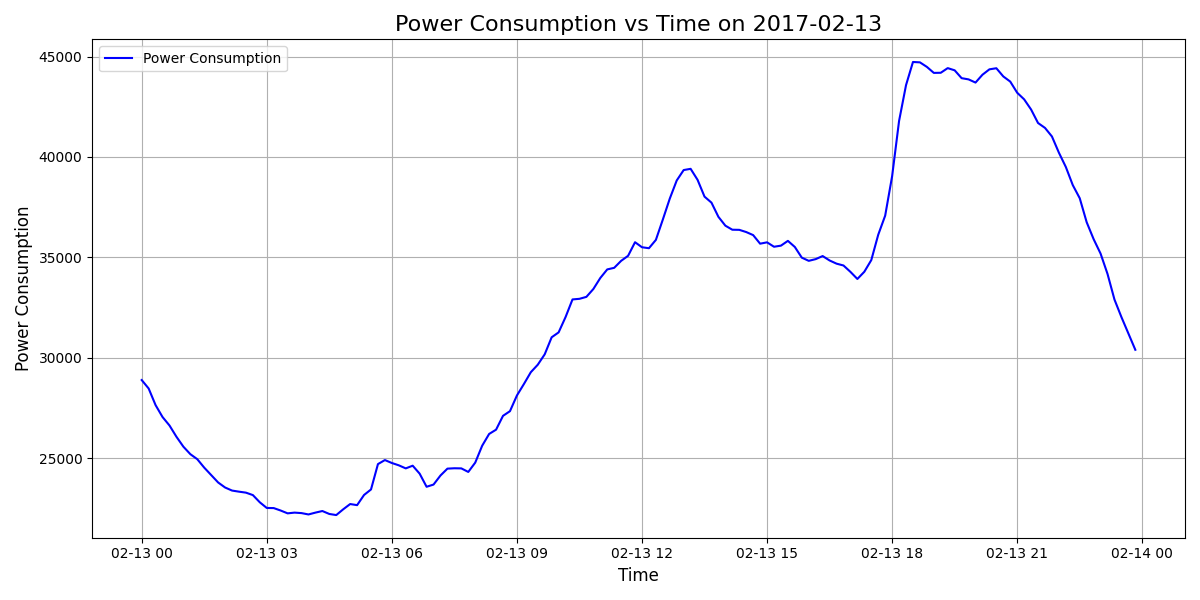 Power Consumption vs Time on 2017-02-13
Power Consumption
45000
40000
35000
30000
25000
Power Consumption
02-13 00 02-13 03 02-13 06 02-13 09 02-13 12 02-13 15 02-13 18 02-13 21 02-14 00
Time